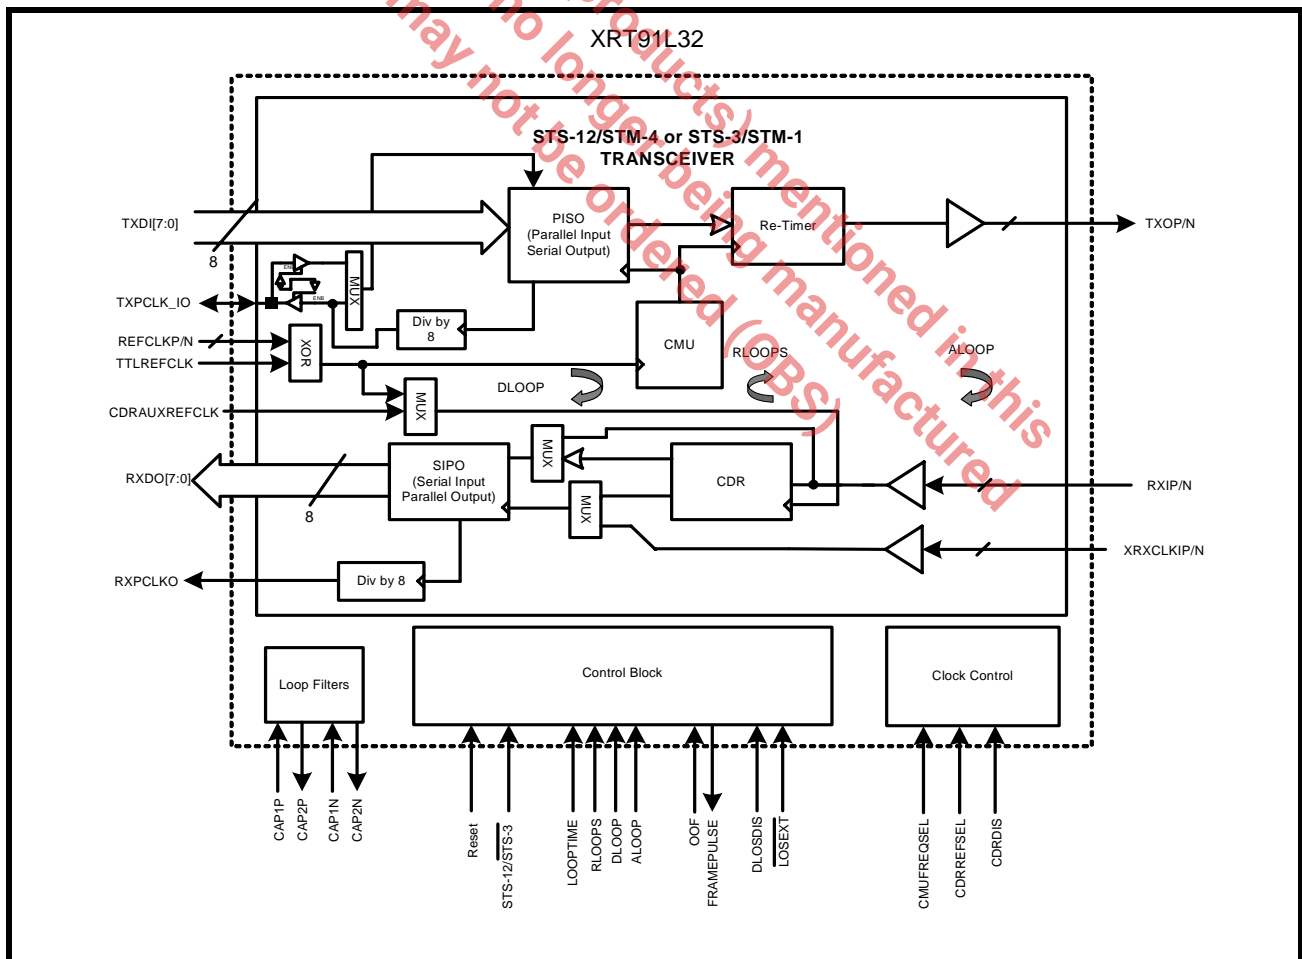 XRT91L32
STS-12/STM-4 or STS-3/STM-1
TRANSCEIVER
TXDI[7:0]
8
PISO
(Parallel Input
Serial Output)
Re-Timer
TXOP/N
ENB
MUX
TXPCLK_IO
ENB
REFCLKP/N
TTLREFCLK
XOR
Div by
8
CMU
RLOOPS
ALOOP
DLOOP
CDRAUXREFCLK
MUX
RXDO[7:0]
8
SIPO
(Serial Input
Parallel Output)
MUX
MUX
CDR
RXIP/N
XRXCLKIP/N
RXPCLKO
Div by 8
Loop Filters
Control Block
Clock Control
CAP1P
CAP2P
CAP1N
CAP2N
Reset
STS-12/STS-3
LOOPTIME
RLOOPS
DLOOP
ALOOP
OOF
FRAMEPULSE
DLOSDIS
LOSEXT
CMUFREQSEL
CDRREFSEL
CDRDIS
products) mentioned in this
no longer being manufactured
may not be ordered (OBS)